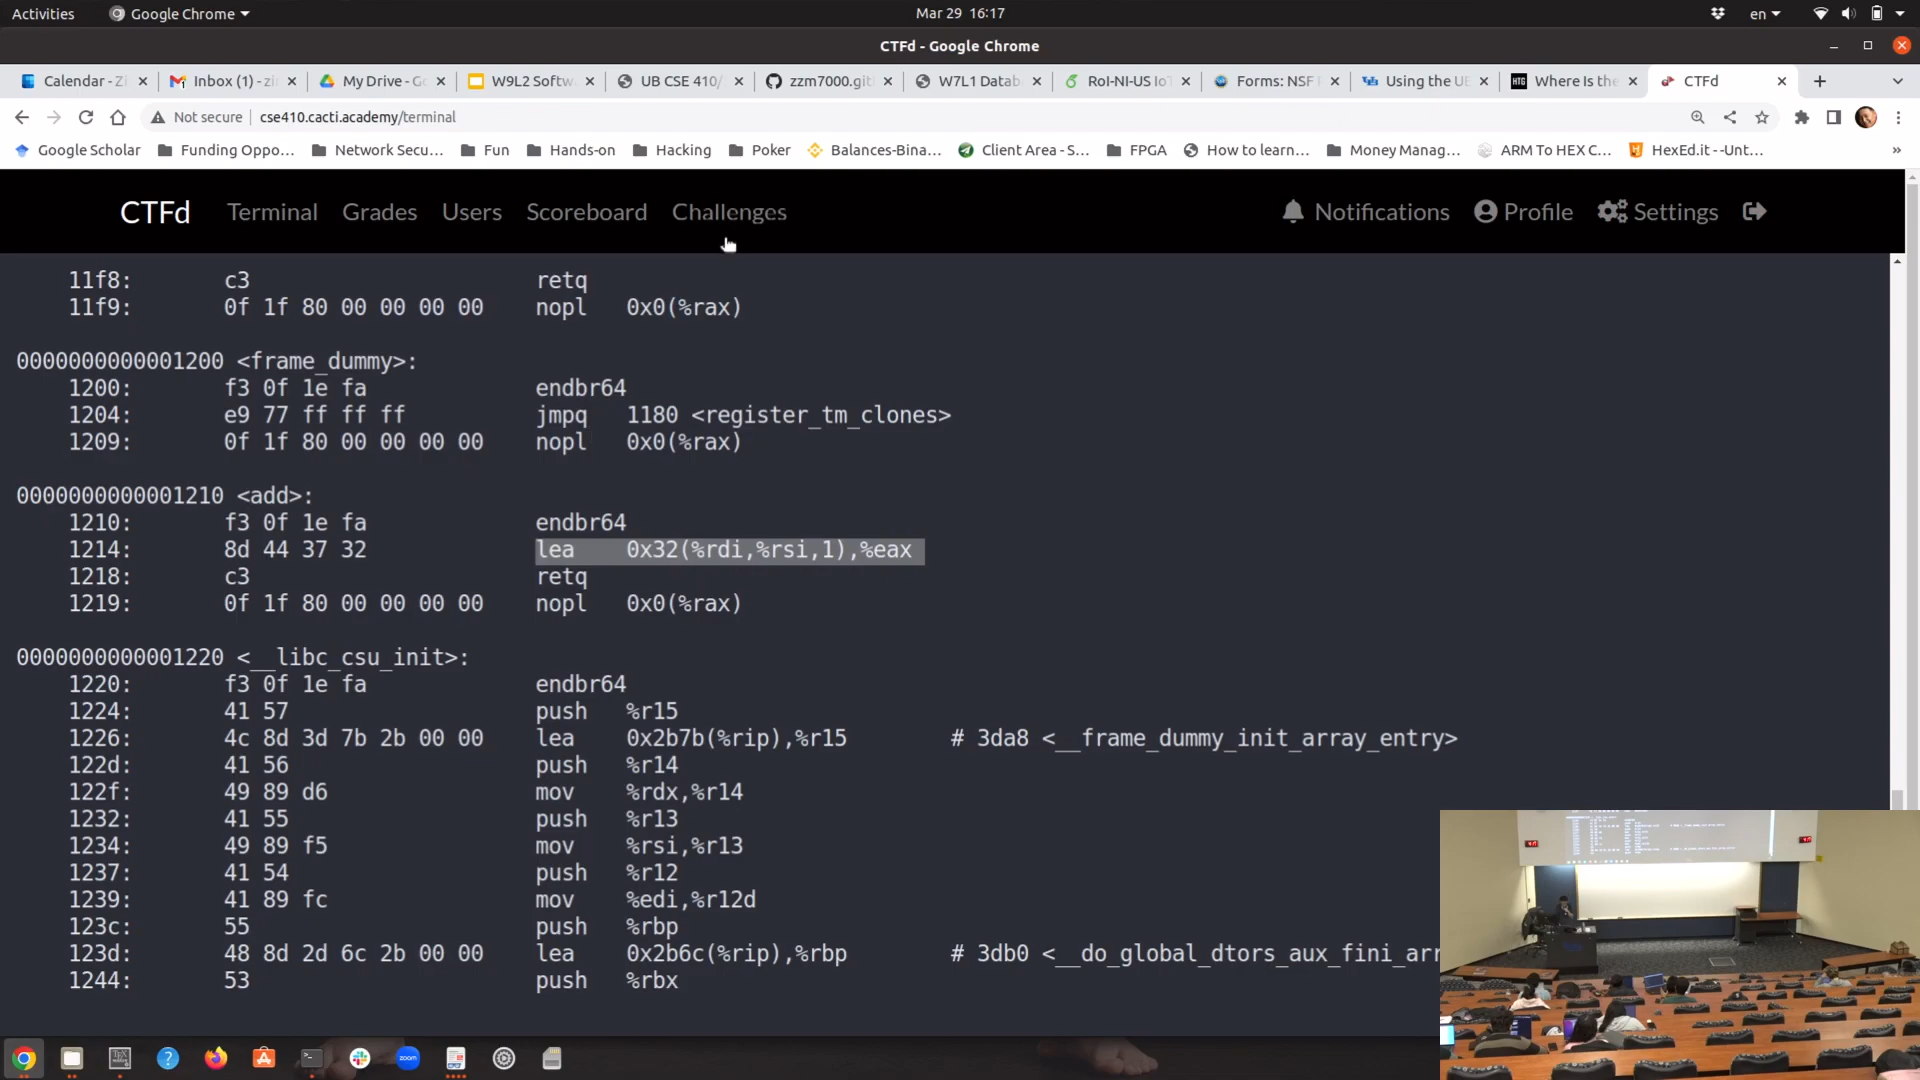 Activities Google Chrome Mar 29 16:17 en
CTFd - Google Chrome
Calendar - Zi Inbox (1) - zi My Drive - Go W9L2 Softw UB CSE 410/ zzm7000.git W7L1 Datab RoI-NI-US Io Forms: NSF Using the UB Where Is the CTFd
Not secure cse410.cacti.academy/terminal
Google Scholar Funding Oppo... Network Secu... Fun Hands-on Hacking Poker Balances-Bina... Client Area - S... FPGA How to learn... Money Manag... ARM To HEX C... HexEd.it --Unt... »
CTFd Terminal Grades Users Scoreboard Challenges Notifications Profile Settings
11f8: c3 retq
11f9: 0f 1f 80 00 00 00 00 nopl 0x0(%rax)
0000000000001200 <frame_dummy>:
1200: f3 0f 1e fa endbr64
1204: e9 77 ff ff ff jmpq 1180 <register_tm_clones>
1209: 0f 1f 80 00 00 00 00 nopl 0x0(%rax)
0000000000001210 <add>:
1210: f3 0f 1e fa endbr64
1214: 8d 44 37 32 lea 0x32(%rdi,%rsi,1),%eax
1218: c3 retq
1219: 0f 1f 80 00 00 00 00 nopl 0x0(%rax)
0000000000001220 <__libc_csu_init>:
1220: f3 0f 1e fa endbr64
1224: 41 57 push %r15
1226: 4c 8d 3d 7b 2b 00 00 lea 0x2b7b(%rip),%r15 # 3da8 <__frame_dummy_init_array_entry>
122d: 41 56 push %r14
122f: 49 89 d6 mov %rdx,%r14
1232: 41 55 push %r13
1234: 49 89 f5 mov %rsi,%r13
1237: 41 54 push %r12
1239: 41 89 fc mov %edi,%r12d
123c: 55 push %rbp
123d: 48 8d 2d 6c 2b 00 00 lea 0x2b6c(%rip),%rbp # 3db0 <__do_global_dtors_aux_fini_arr
1244: 53 push %rbx
zoom